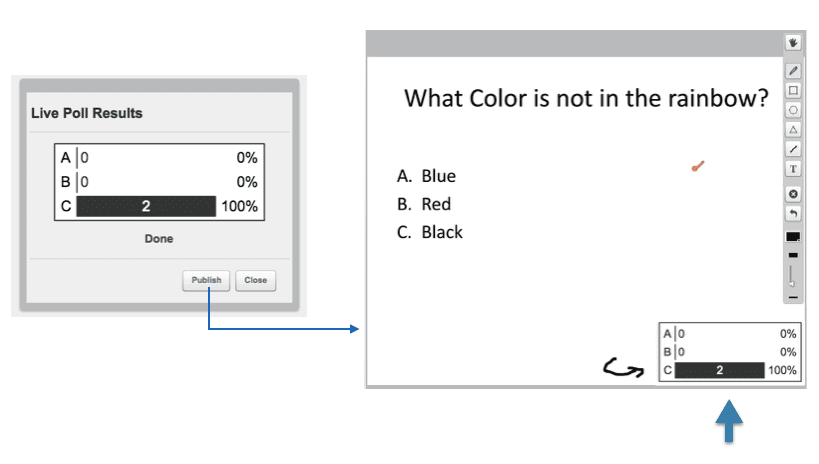 Live Poll Results
A 0 0%
B 0 0%
C 2 100%
Done
Publish Close
What Color is not in the rainbow?
A. Blue
B. Red
C. Black
T
A 0 0%
B 0 0%
C 2 100%